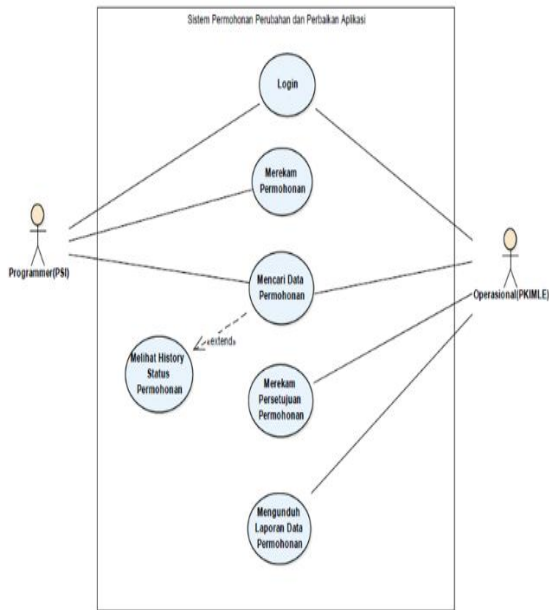 Sistem Permohonan Perubahan dan Perbaikan Aplikasi
Login
Merekam
Permohonan
Programmer(PSI)
Mencari Data
Permohonan
Operasional(PKIMLE)
«extend»
Melihat History
Status
Permohonan
Merekam
Persetujuan
Permohonan
Mengunduh
Laporan Data
Permohonan